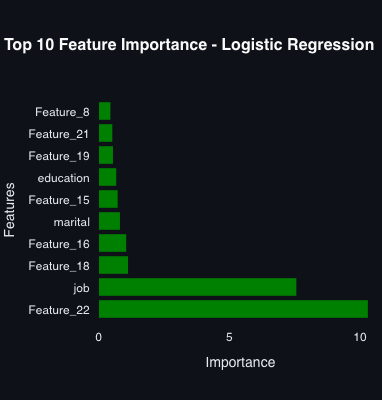 Top 10 Feature Importance - Logistic Regression
Feature_8
Feature_21
Feature_19
education
Feature_15
marital
Feature_16
Feature_18
job
Feature_22
Features
0 5 10
Importance